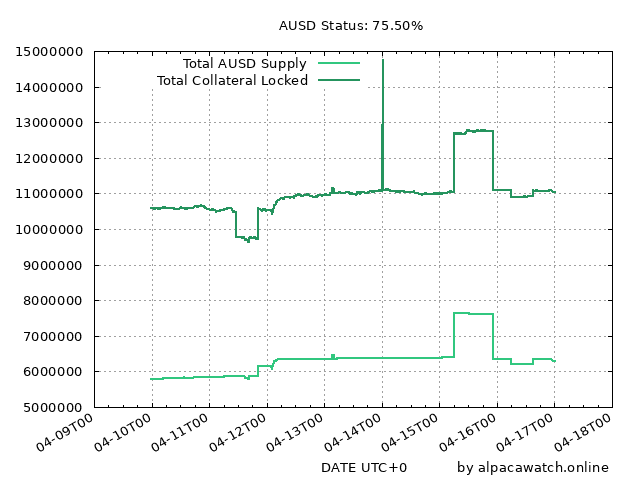 AUSD Status: 75.50%
15000000
14000000
13000000
12000000
11000000
10000000
9000000
8000000
7000000
6000000
5000000
Total AUSD Supply
Total Collateral Locked
04-09T00
04-10T00
04-11T00
04-12T00
04-13T00
04-14T00
04-15T00
04-16T00
04-17T00
04-18T00
DATE UTC+0
by alpacawatch.online